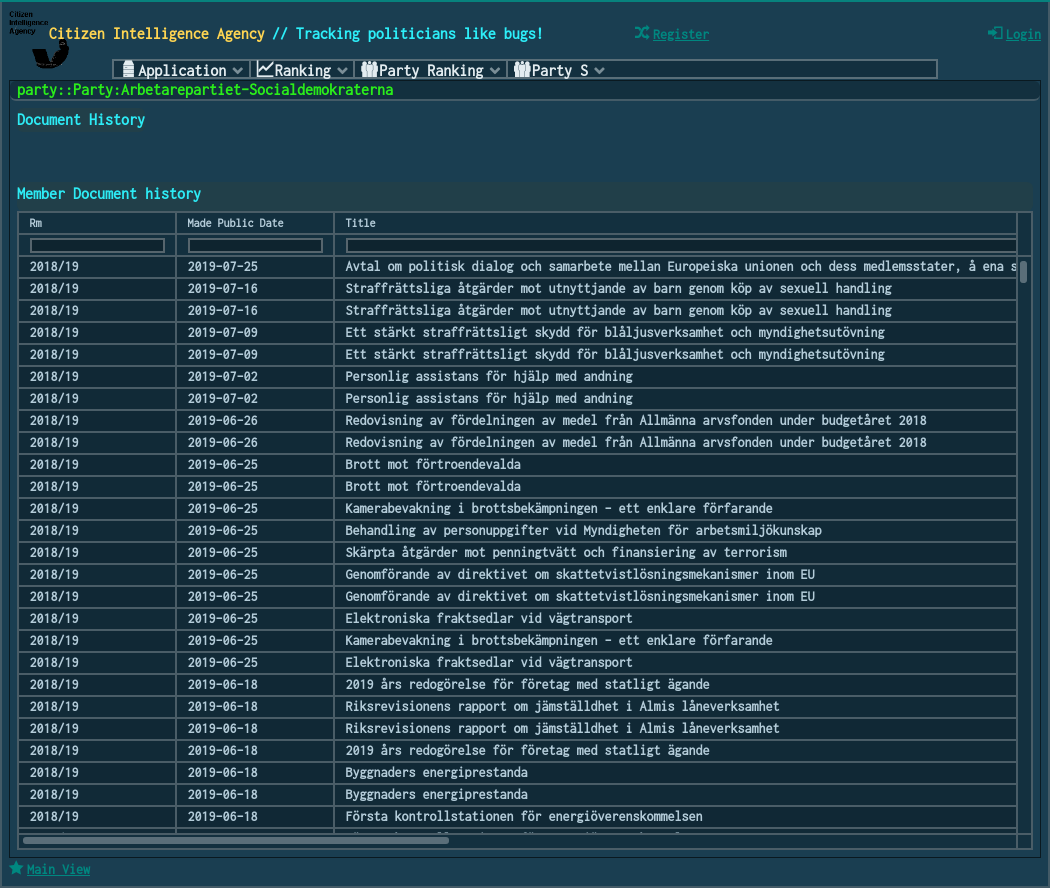 Citizen
Intelligence
Agency
Citizen Intelligence Agency // Tracking politicians like bugs!
Register
Login
Application
Ranking
Party Ranking
Party S
party::Party:Arbetarepartiet-Socialdemokraterna
Document History
Member Document history
Rm Made Public Date Title
2018/19 2019-07-25 Avtal om politisk dialog och samarbete mellan Europeiska unionen och dess medlemsstater, å ena s
2018/19 2019-07-16 Straffrättsliga åtgärder mot utnyttjande av barn genom köp av sexuell handling
2018/19 2019-07-16 Straffrättsliga åtgärder mot utnyttjande av barn genom köp av sexuell handling
2018/19 2019-07-09 Ett stärkt straffrättsligt skydd för blåljusverksamhet och myndighetsutövning
2018/19 2019-07-09 Ett stärkt straffrättsligt skydd för blåljusverksamhet och myndighetsutövning
2018/19 2019-07-02 Personlig assistans för hjälp med andning
2018/19 2019-07-02 Personlig assistans för hjälp med andning
2018/19 2019-06-26 Redovisning av fördelningen av medel från Allmänna arvsfonden under budgetåret 2018
2018/19 2019-06-26 Redovisning av fördelningen av medel från Allmänna arvsfonden under budgetåret 2018
2018/19 2019-06-25 Brott mot förtroendevalda
2018/19 2019-06-25 Brott mot förtroendevalda
2018/19 2019-06-25 Kamerabevakning i brottsbekämpningen – ett enklare förfarande
2018/19 2019-06-25 Behandling av personuppgifter vid Myndigheten för arbetsmiljökunskap
2018/19 2019-06-25 Skärpta åtgärder mot penningtvätt och finansiering av terrorism
2018/19 2019-06-25 Genomförande av direktivet om skattetvistlösningsmekanismer inom EU
2018/19 2019-06-25 Genomförande av direktivet om skattetvistlösningsmekanismer inom EU
2018/19 2019-06-25 Elektroniska fraktsedlar vid vägtransport
2018/19 2019-06-25 Kamerabevakning i brottsbekämpningen – ett enklare förfarande
2018/19 2019-06-25 Elektroniska fraktsedlar vid vägtransport
2018/19 2019-06-18 2019 års redogörelse för företag med statligt ägande
2018/19 2019-06-18 Riksrevisionens rapport om jämställdhet i Almis låneverksamhet
2018/19 2019-06-18 Riksrevisionens rapport om jämställdhet i Almis låneverksamhet
2018/19 2019-06-18 2019 års redogörelse för företag med statligt ägande
2018/19 2019-06-18 Byggnaders energiprestanda
2018/19 2019-06-18 Byggnaders energiprestanda
2018/19 2019-06-18 Första kontrollstationen för energiöverenskommelsen
Main View